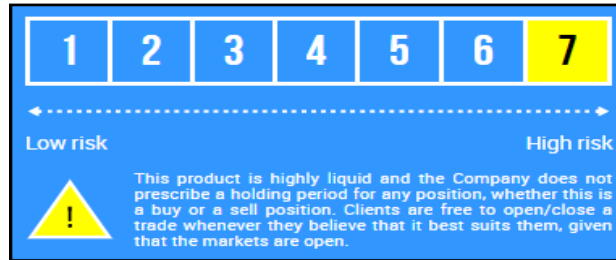 1 2 3 4 5 6 7
Low risk High risk
This product is highly liquid and the Company does not
prescribe a holding period for any position, whether this is
a buy or a sell position. Clients are free to open/close a
trade whenever they believe that it best suits them, given
that the markets are open.
!